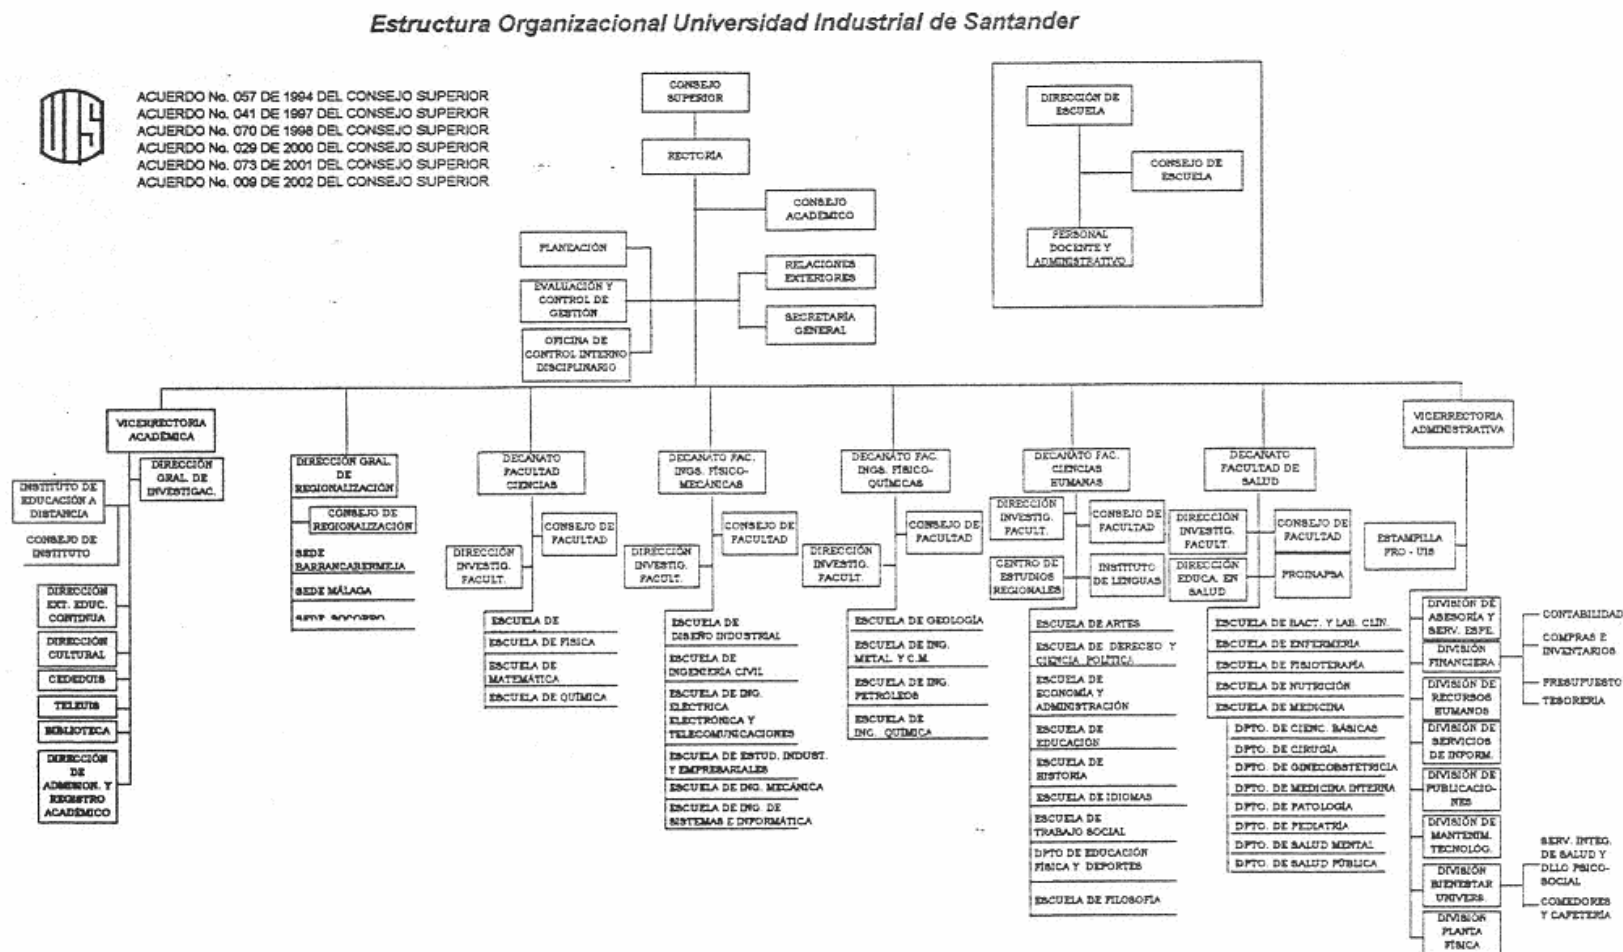 Estructura Organizacional Universidad Industrial de Santander
UIS
ACUERDO No. 057 DE 1994 DEL CONSEJO SUPERIOR
ACUERDO No. 041 DE 1997 DEL CONSEJO SUPERIOR
ACUERDO No. 070 DE 1998 DEL CONSEJO SUPERIOR
ACUERDO No. 029 DE 2000 DEL CONSEJO SUPERIOR
ACUERDO No. 073 DE 2001 DEL CONSEJO SUPERIOR
ACUERDO No. 009 DE 2002 DEL CONSEJO SUPERIOR
CONSEJO
SUPERIOR
RECTORÍA
CONSEJO
ACADÉMICO
PLANEACIÓN
EVALUACIÓN Y
CONTROL DE
GESTIÓN
OFICINA DE
CONTROL INTERNO
DISCIPLINARIO
RELACIONES
EXTERIORES
SECRETARÍA
GENERAL
DIRECCIÓN DE
ESCUELA
CONSEJO DE
ESCUELA
PERSONAL
DOCENTE Y
ADMINISTRATIVO
VICERRECTORIA
ACADÉMICA
DIRECCIÓN
GRAL. DE
INVESTIGAC.
INSTITUTO DE
EDUCACIÓN A
DISTANCIA
CONSEJO DE
INSTITUTO
DIRECCIÓN
EXT. EDUC.
CONTINUA
DIRECCIÓN
CULTURAL
CEDEDUIS
TELEUIS
BIBLIOTECA
DIRECCIÓN
DE
ADMISION. Y
REGISTRO
ACADÉMICO
DIRECCIÓN GRAL.
DE
REGIONALIZACIÓN
CONSEJO DE
REGIONALIZACIÓN
SEDE
BARRANCABERMEJA
SEDE MÁLAGA
SEDE SOCORRO
DECANATO
FACULTAD
CIENCIAS
CONSEJO DE
FACULTAD
DIRECCIÓN
INVESTIG.
FACULT.
ESCUELA DE
ESCUELA DE FISICA
ESCUELA DE
MATEMÁTICA
ESCUELA DE QUÍMICA
DECANATO FAC.
INGS. FÍSICO-
MECÁNICAS
CONSEJO DE
FACULTAD
DIRECCIÓN
INVESTIG.
FACULT.
ESCUELA DE
DISEÑO INDUSTRIAL
ESCUELA DE
INGENIERÍA CIVIL
ESCUELA DE ING.
ELÉCTRICA
ELECTRÓNICA Y
TELECOMUNICACIONES
ESCUELA DE ESTUD. INDUST.
Y EMPRESARIALES
ESCUELA DE ING. MECÁNICA
ESCUELA DE ING. DE
SISTEMAS E INFORMÁTICA
DECANATO FAC.
INGS. FÍSICO-
QUÍMICAS
CONSEJO DE
FACULTAD
DIRECCIÓN
INVESTIG.
FACULT.
ESCUELA DE GEOLOGÍA
ESCUELA DE ING.
METAL. Y C.M.
ESCUELA DE ING.
PETRÓLEOS
ESCUELA DE
ING. QUÍMICA
DECANATO FAC.
CIENCIAS
HUMANAS
DIRECCIÓN
INVESTIG.
FACULT.
CONSEJO DE
FACULTAD
CENTRO DE
ESTUDIOS
REGIONALES
INSTITUTO
DE LENGUAS
ESCUELA DE ARTES
ESCUELA DE DERECHO Y
CIENCIA POLÍTICA
ESCUELA DE
ECONOMÍA Y
ADMINISTRACIÓN
ESCUELA DE
EDUCACIÓN
ESCUELA DE
HISTORIA
ESCUELA DE IDIOMAS
ESCUELA DE
TRABAJO SOCIAL
DPTO DE EDUCACIÓN
FÍSICA Y DEPORTES
ESCUELA DE FILOSOFÍA
DECANATO
FACULTAD DE
SALUD
DIRECCIÓN
INVESTIG.
FACULT.
CONSEJO DE
FACULTAD
DIRECCIÓN
EDUCA. EN
SALUD
PROINAPSA
ESCUELA DE BACT. Y LAB. CLÍN.
ESCUELA DE ENFERMERÍA
ESCUELA DE FISIOTERAPÍA
ESCUELA DE NUTRICIÓN
ESCUELA DE MEDICINA
DPTO. DE CIENC. BÁSICAS
DPTO. DE CIRUGÍA
DPTO. DE GINECOBSTETRICIA
DPTO. DE MEDICINA INTERNA
DPTO. DE PATOLOGÍA
DPTO. DE PEDIATRÍA
DPTO. DE SALUD MENTAL
DPTO. DE SALUD PÚBLICA
VICERRECTORIA
ADMINISTRATIVA
ESTAMPILLA
PRO - UIS
DIVISIÓN DE
ASESORÍA Y
SERV. ESPE.
DIVISIÓN
FINANCIERA
CONTABILIDAD
COMPRAS E
INVENTARIOS
PRESUPUESTO
TESORERIA
DIVISIÓN DE
RECURSOS
HUMANOS
DIVISIÓN DE
SERVICIOS
DE INFORM.
DIVISIÓN DE
PUBLICACIO-
NES
DIVISIÓN DE
MANTENIM.
TECNOLÓG.
DIVISIÓN
BIENESTAR
UNIVERS.
SERV. INTEG.
DE SALUD Y
DLLO PSICO-
SOCIAL
COMEDORES
Y CAFETERÍA
DIVISIÓN
PLANTA
FÍSICA